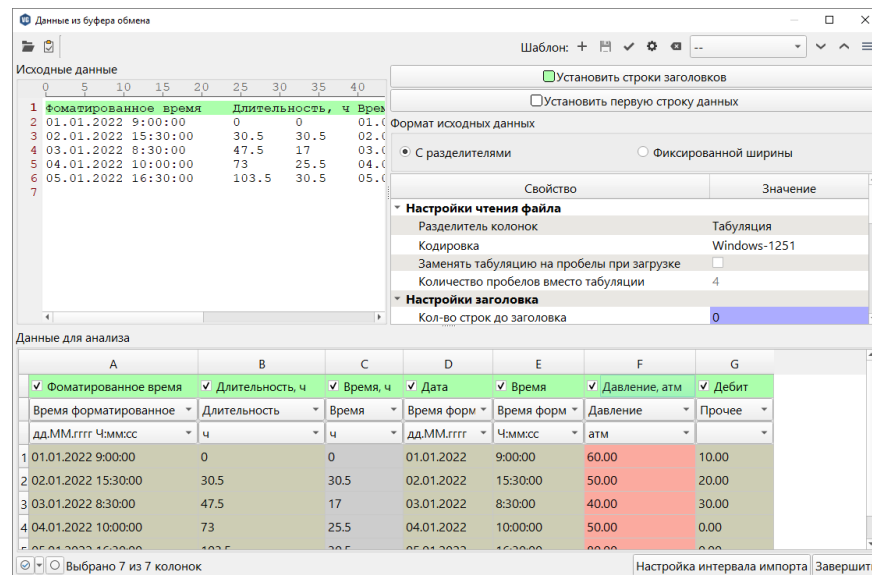 Данные из буфера обмена
Шаблон: --
Исходные данные
0 5 10 15 20 25 30 35 40
1 Фоматированное время Длительность, ч Врем
2 01.01.2022 9:00:00 0 0 01.0
3 02.01.2022 15:30:00 30.5 30.5 02.0
4 03.01.2022 8:30:00 47.5 17 03.0
5 04.01.2022 10:00:00 73 25.5 04.0
6 05.01.2022 16:30:00 103.5 30.5 05.0
7
Установить строки заголовков
Установить первую строку данных
Формат исходных данных
С разделителями Фиксированной ширины
Свойство Значение
Настройки чтения файла
Разделитель колонок Табуляция
Кодировка Windows-1251
Заменять табуляцию на пробелы при загрузке
Количество пробелов вместо табуляции 4
Настройки заголовка
Кол-во строк до заголовка 0
Данные для анализа
A B C D E F G
Фоматированное время Длительность, ч Время, ч Дата Время Давление, атм Дебит
Время форматированное Длительность Время Время форм Время форм Давление Прочее
дд.ММ.гггг Ч:мм:сс ч ч дд.ММ.гггг Ч:мм:сс атм
1 01.01.2022 9:00:00 0 0 01.01.2022 9:00:00 60.00 10.00
2 02.01.2022 15:30:00 30.5 30.5 02.01.2022 15:30:00 50.00 20.00
3 03.01.2022 8:30:00 47.5 17 03.01.2022 8:30:00 40.00 30.00
4 04.01.2022 10:00:00 73 25.5 04.01.2022 10:00:00 50.00 0.00
Выбрано 7 из 7 колонок Настройка интервала импорта Завершит